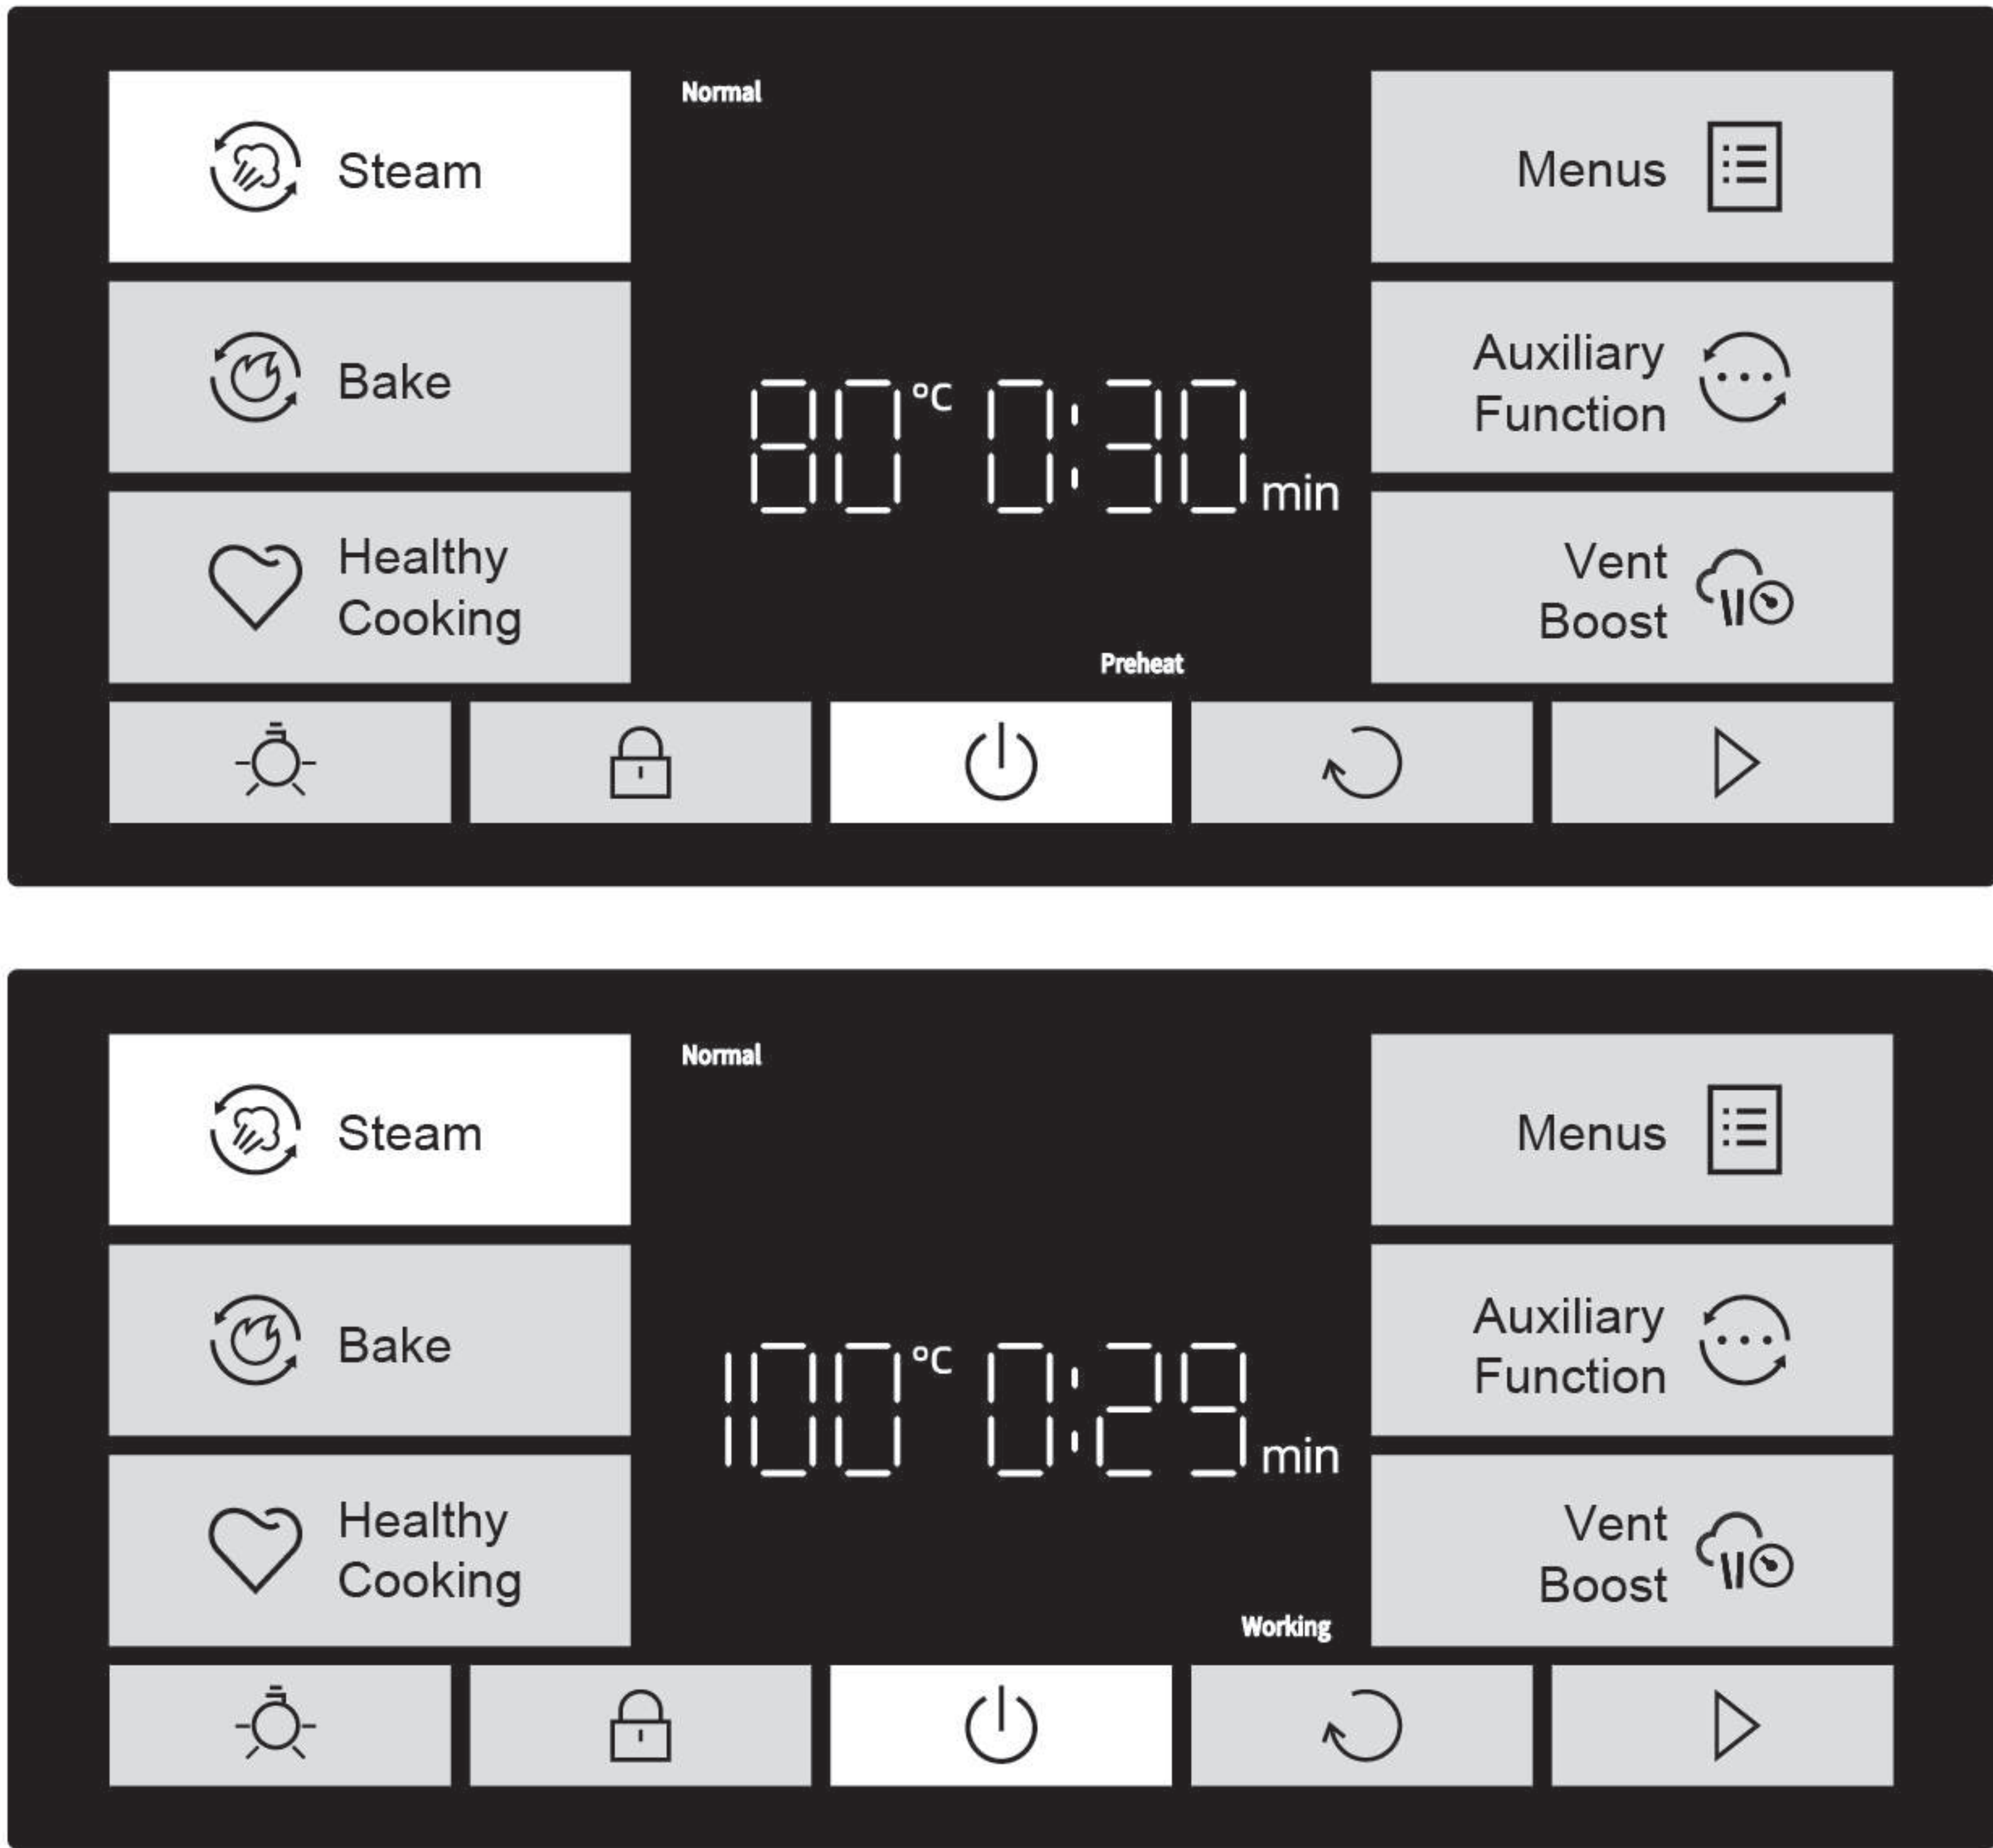 Normal
Steam
Menus
Bake
80°C 0:30 min
Auxiliary
Function
Healthy
Cooking
Vent
Boost
Preheat
Normal
Steam
Menus
Bake
100°C 0:29 min
Auxiliary
Function
Healthy
Cooking
Vent
Boost
Working